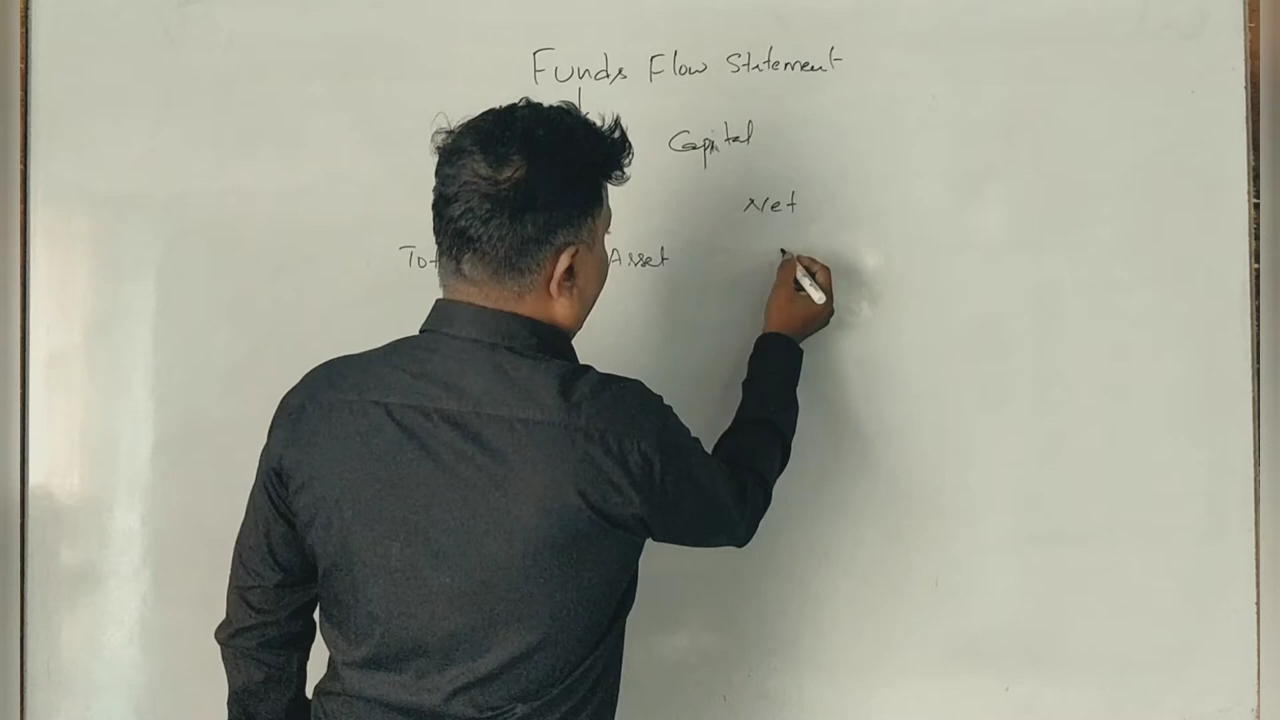 Funds Flow Statement
Capital
Net
Asset